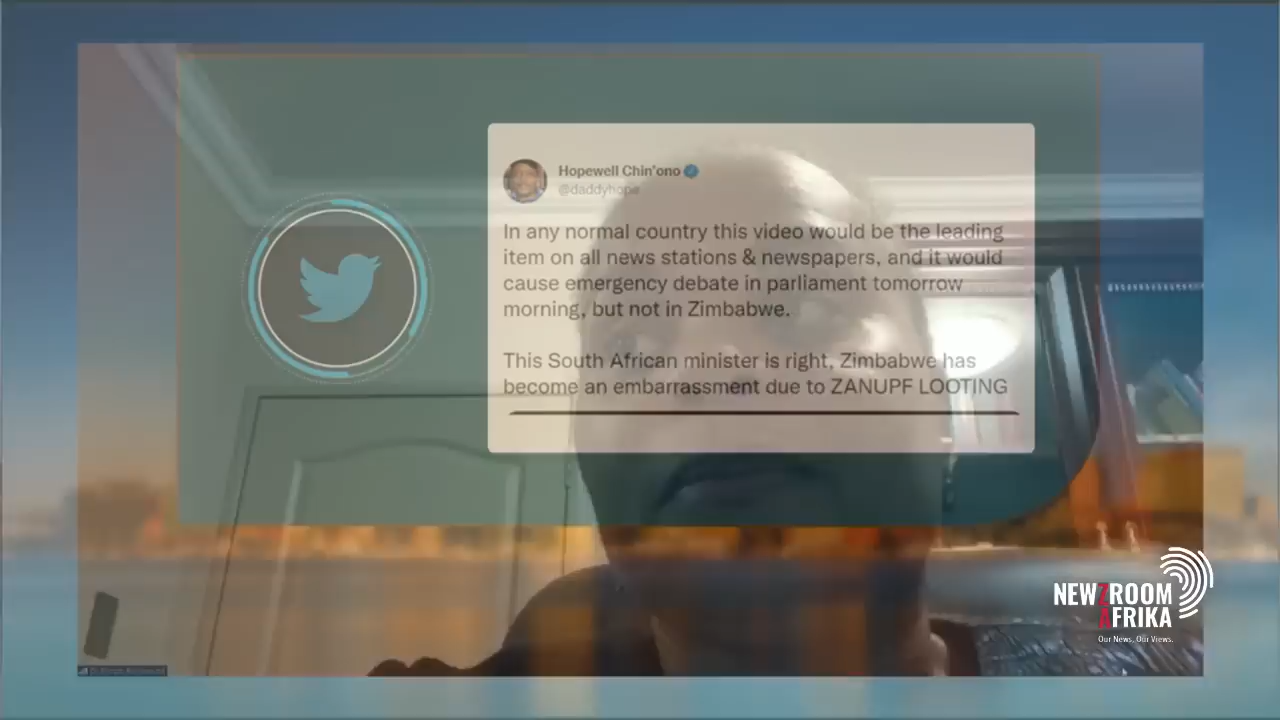 Hopewell Chin'ono
@daddyhope
In any normal country this video would be the leading
item on all news stations & newspapers, and it would
cause emergency debate in parliament tomorrow
morning, but not in Zimbabwe.
This South African minister is right, Zimbabwe has
become an embarrassment due to ZANUPF LOOTING
NEWZROOM
AFRIKA
Our News, Our Views.